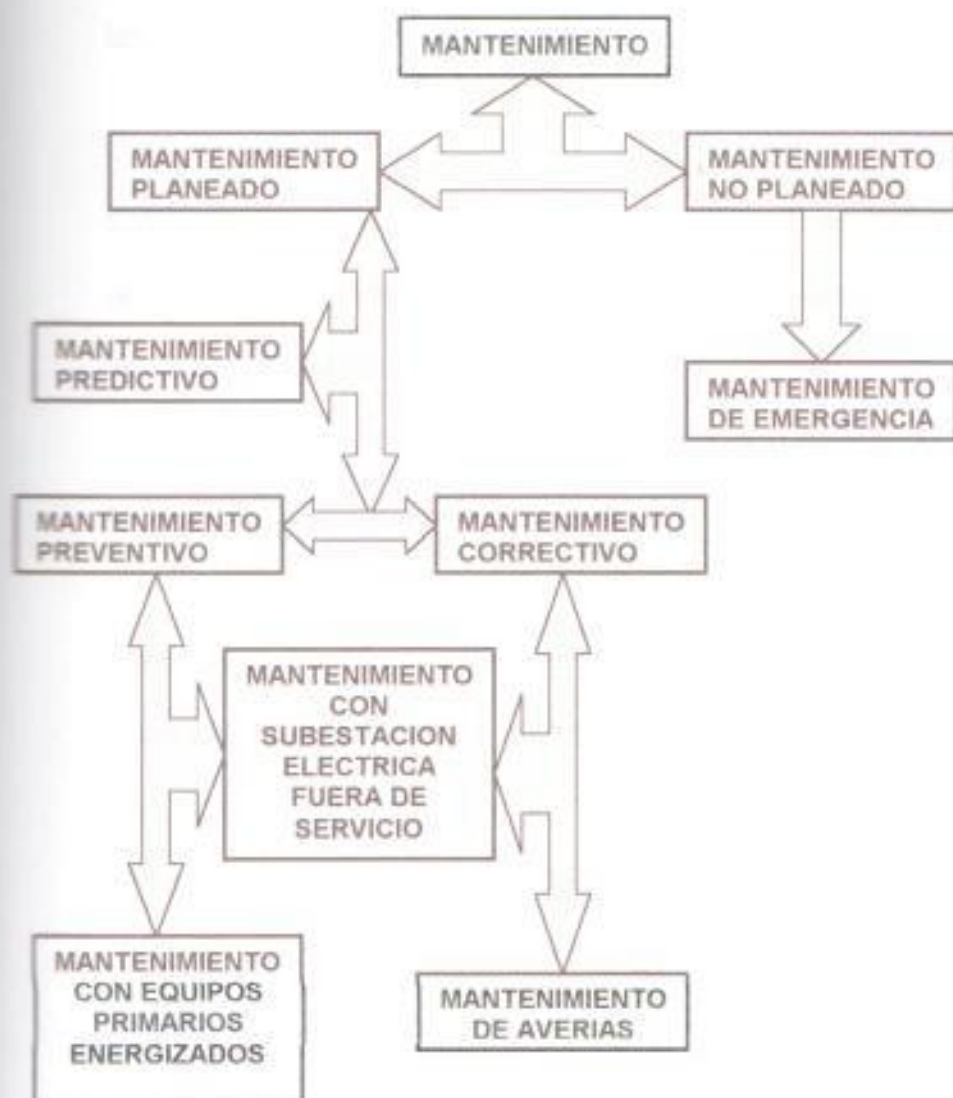 MANTENIMIENTO
MANTENIMIENTO
PLANEADO
MANTENIMIENTO
NO PLANEADO
MANTENIMIENTO
PREDICTIVO
MANTENIMIENTO
DE EMERGENCIA
MANTENIMIENTO
PREVENTIVO
MANTENIMIENTO
CORRECTIVO
MANTENIMIENTO
CON
SUBESTACION
ELECTRICA
FUERA DE
SERVICIO
MANTENIMIENTO
CON EQUIPOS
PRIMARIOS
ENERGIZADOS
MANTENIMIENTO
DE AVERIAS